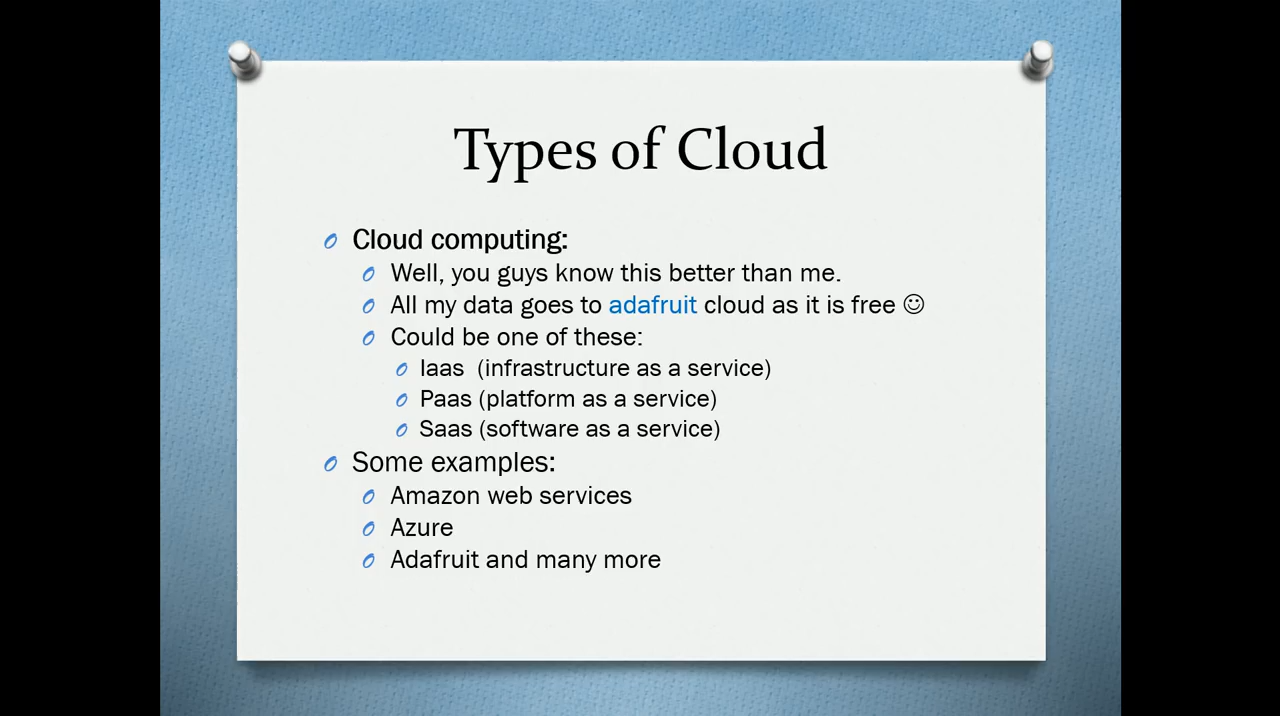 Types of Cloud
Cloud computing:
Well, you guys know this better than me.
All my data goes to adafruit cloud as it is free ☺
Could be one of these:
Iaas  (infrastructure as a service)
Paas (platform as a service)
Saas (software as a service)
Some examples:
Amazon web services
Azure
Adafruit and many more